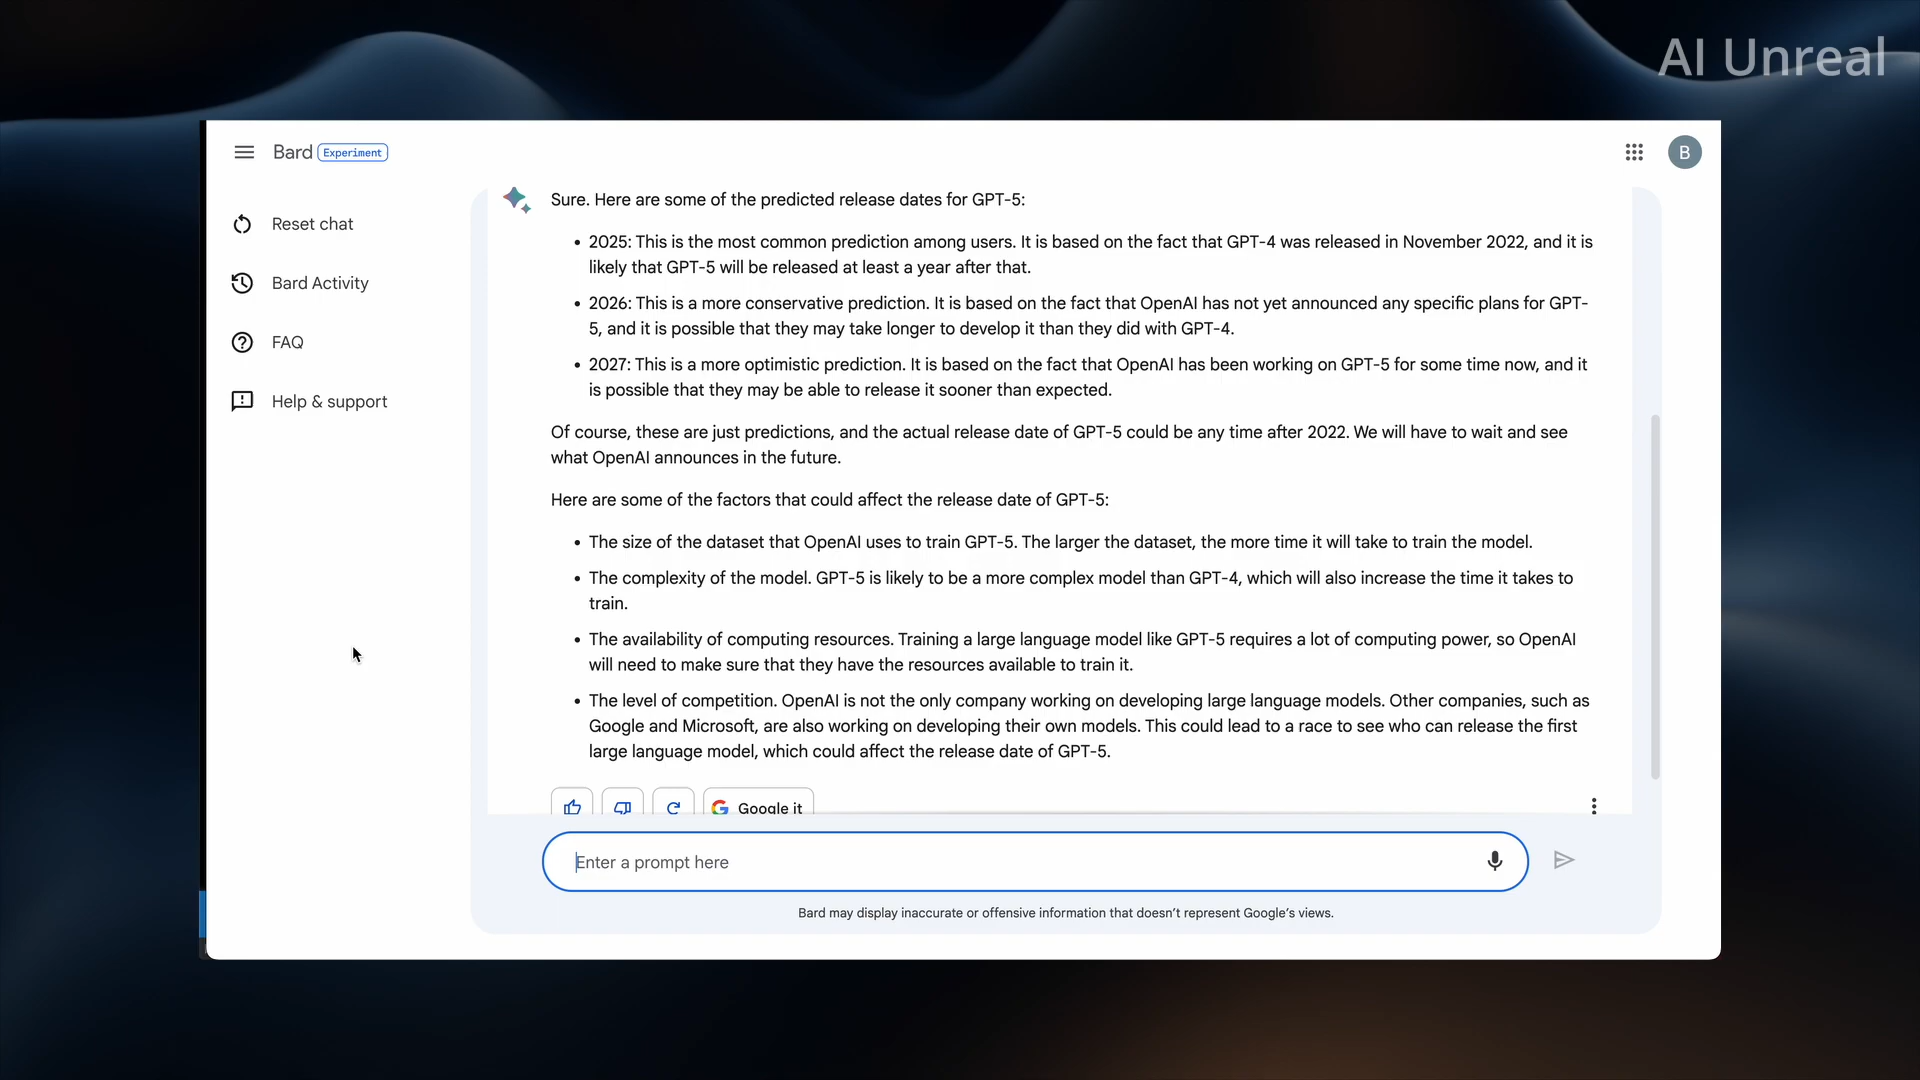 AI Unreal
Bard Experiment
B
Reset chat
Bard Activity
FAQ
Help & support
Sure. Here are some of the predicted release dates for GPT-5:
• 2025: This is the most common prediction among users. It is based on the fact that GPT-4 was released in November 2022, and it is
likely that GPT-5 will be released at least a year after that.
• 2026: This is a more conservative prediction. It is based on the fact that OpenAI has not yet announced any specific plans for GPT-
5, and it is possible that they may take longer to develop it than they did with GPT-4.
• 2027: This is a more optimistic prediction. It is based on the fact that OpenAI has been working on GPT-5 for some time now, and it
is possible that they may be able to release it sooner than expected.
Of course, these are just predictions, and the actual release date of GPT-5 could be any time after 2022. We will have to wait and see
what OpenAI announces in the future.
Here are some of the factors that could affect the release date of GPT-5:
• The size of the dataset that OpenAI uses to train GPT-5. The larger the dataset, the more time it will take to train the model.
• The complexity of the model. GPT-5 is likely to be a more complex model than GPT-4, which will also increase the time it takes to
train.
• The availability of computing resources. Training a large language model like GPT-5 requires a lot of computing power, so OpenAI
will need to make sure that they have the resources available to train it.
• The level of competition. OpenAI is not the only company working on developing large language models. Other companies, such as
Google and Microsoft, are also working on developing their own models. This could lead to a race to see who can release the first
large language model, which could affect the release date of GPT-5.
Google it
Enter a prompt here
Bard may display inaccurate or offensive information that doesn't represent Google's views.